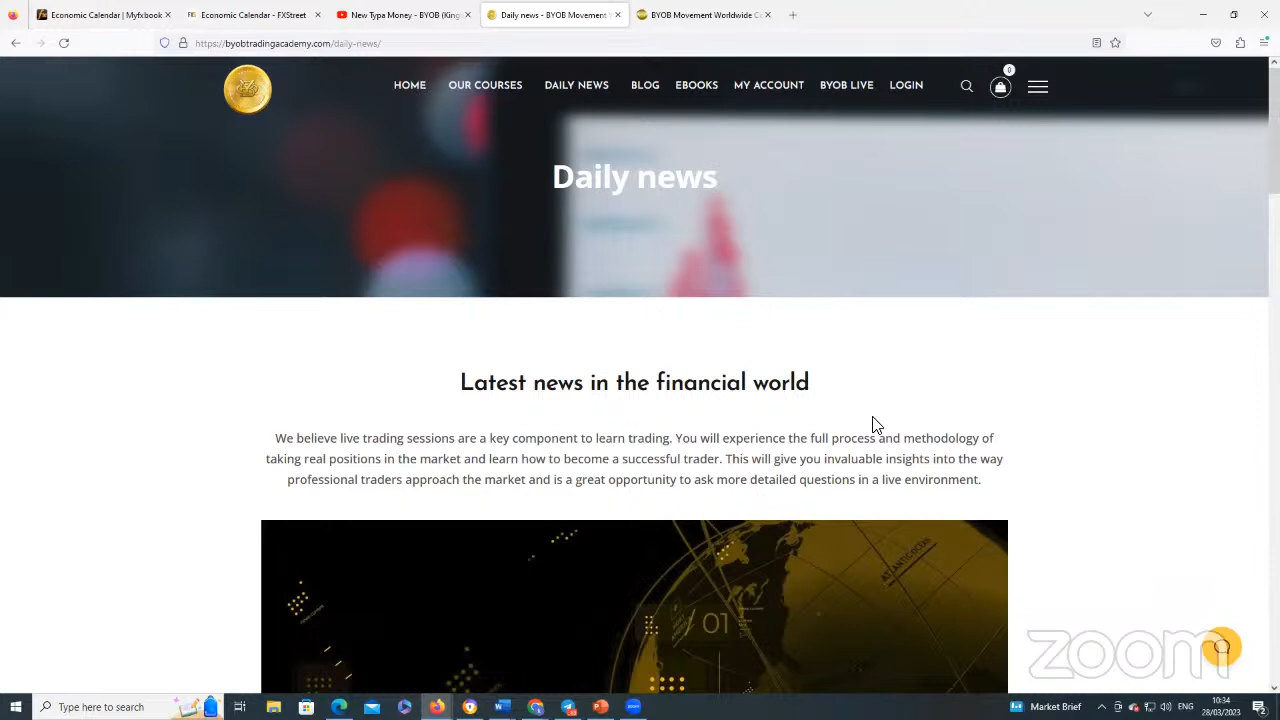 Economic Calendar | Myfxbook
Economic Calendar - FXStreet
New Typa Money - BYOB (King
Daily news - BYOB Movement
BYOB Movement Worldwide Co
https://byobtradingacademy.com/daily-news/
HOME
OUR COURSES
DAILY NEWS
BLOG
EBOOKS
MY ACCOUNT
BYOB LIVE
LOGIN
0
Daily news
Latest news in the financial world
We believe live trading sessions are a key component to learn trading. You will experience the full process and methodology of
taking real positions in the market and learn how to become a successful trader. This will give you invaluable insights into the way
professional traders approach the market and is a great opportunity to ask more detailed questions in a live environment.
ATLANTIC OCEAN
/ 01
zoom
Type here to search
Market Brief
ENG
10:34
28/03/2023
2